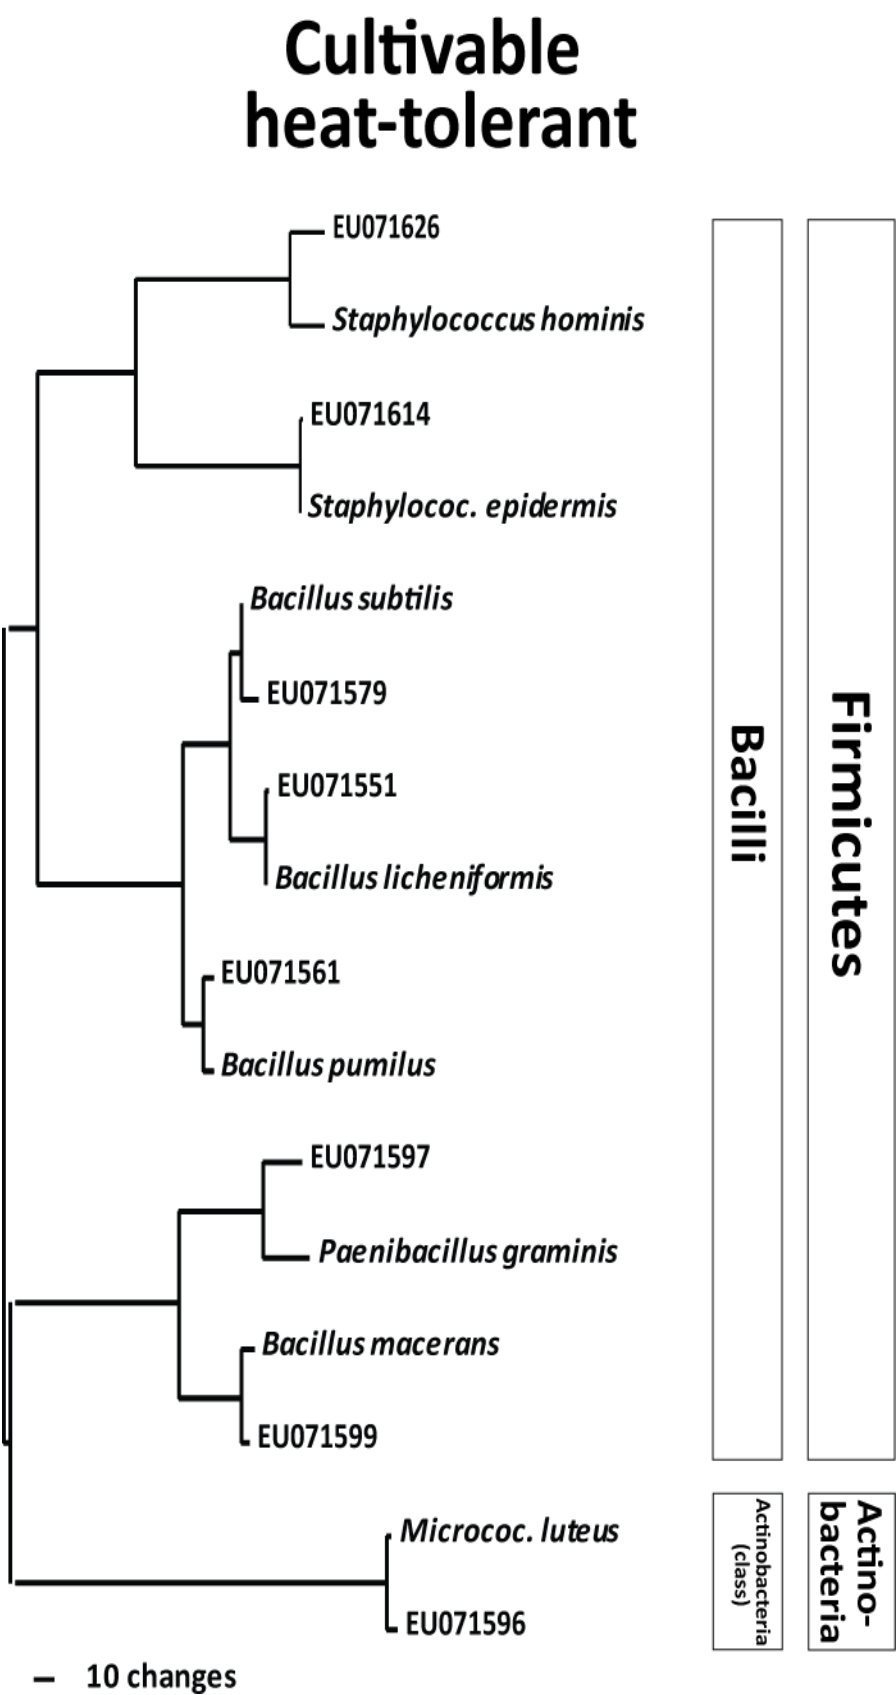 Cultivable
heat-tolerant
EU071626
Staphylococcus hominis
EU071614
Staphylococ. epidermis
Bacillus subtilis
EU071579
EU071551
Bacillus licheniformis
EU071561
Bacillus pumilus
EU071597
Paenibacillus graminis
Bacillus macerans
EU071599
Micrococ. luteus
EU071596
10 changes
Bacilli
Firmicutes
Actinobacteria
(class)
Actino-
bacteria